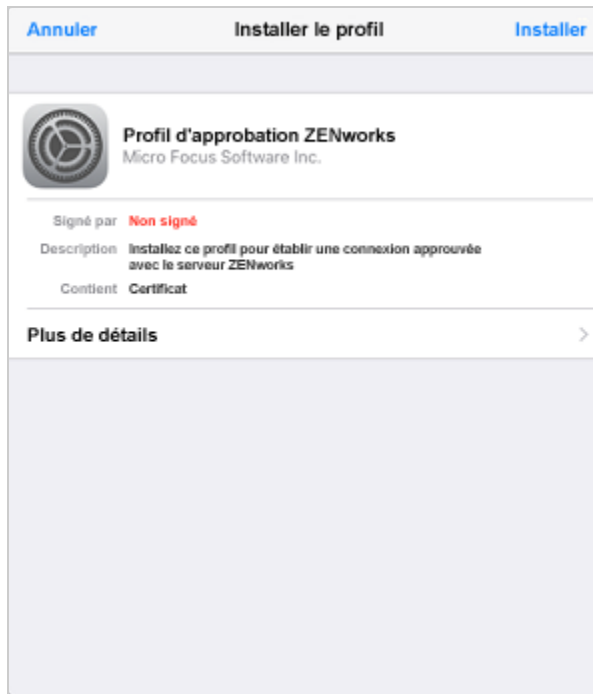 Annuler Installer le profil Installer
Profil d'approbation ZENworks
Micro Focus Software Inc.
Signé par Non signé
Description Installez ce profil pour établir une connexion approuvée
avec le serveur ZENworks
Contient Certificat
Plus de détails